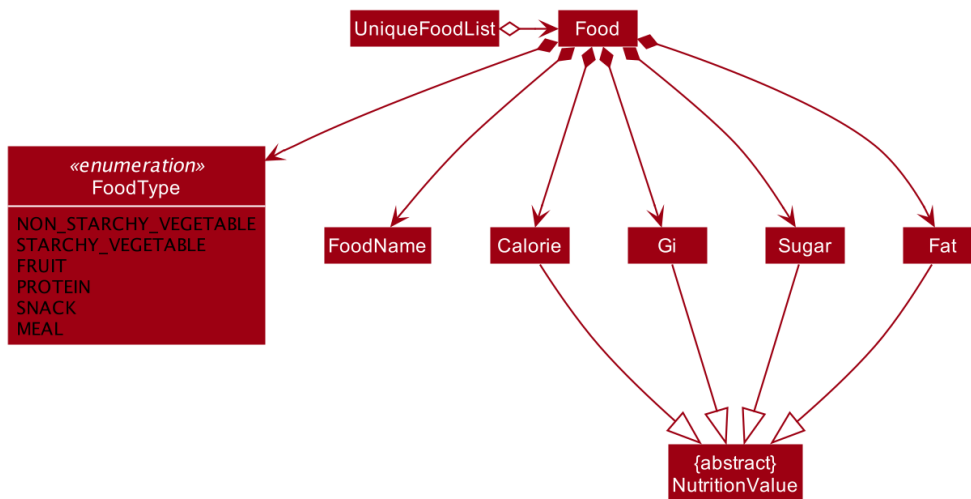 UniqueFoodList
Food
«enumeration»
FoodType
NON_STARCHY_VEGETABLE
STARCHY_VEGETABLE
FRUIT
PROTEIN
SNACK
MEAL
FoodName
Calorie
Gi
Sugar
Fat
{abstract}
NutritionValue